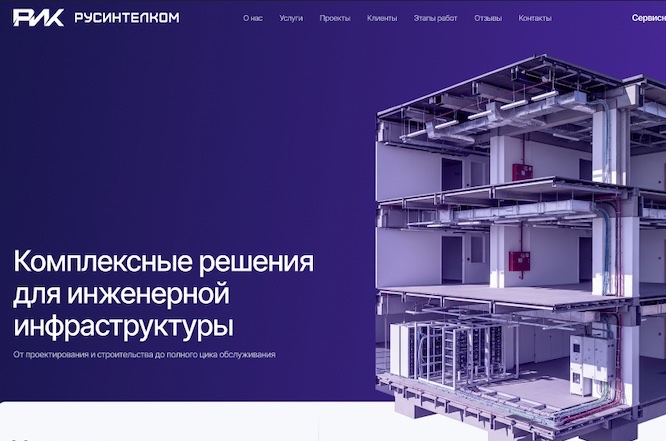 РИК РУСИНТЕЛКОМ
О нас Услуги Проекты Клиенты Этапы работ Отзывы Контакты
Комплексные решения
для инженерной
инфраструктуры
От проектирования и строительства до полного цика обслуживания